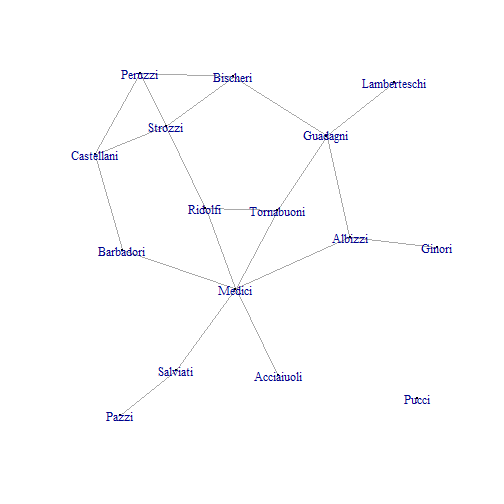 Peruzzi
Bischeri
Lamberteschi
Strozzi
Guadagni
Castellani
Ridolfi
Tornabuoni
Albizzi
Ginori
Barbadori
Medici
Salviati
Acciaiuoli
Pucci
Pazzi